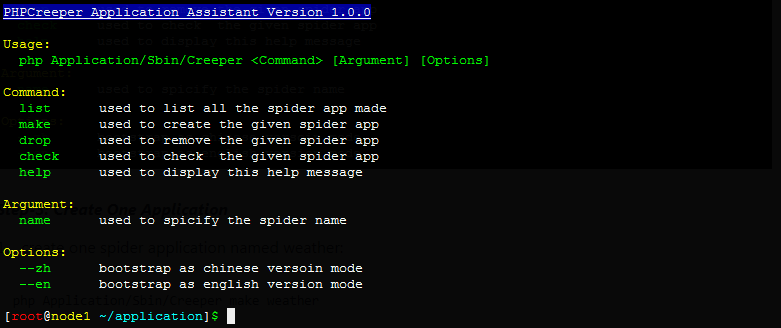 PHPCreeper Application Assistant Version 1.0.0
Usage:
php Application/Sbin/Creeper <Command> [Argument] [Options]
Command:
list used to list all the spider app made
make used to create the given spider app
drop used to remove the given spider app
check used to check the given spider app
help used to display this help message
Argument:
name used to spicify the spider name
Options:
--zh bootstrap as chinese versoin mode
--en bootstrap as english version mode
[root@node1 ~/application]$